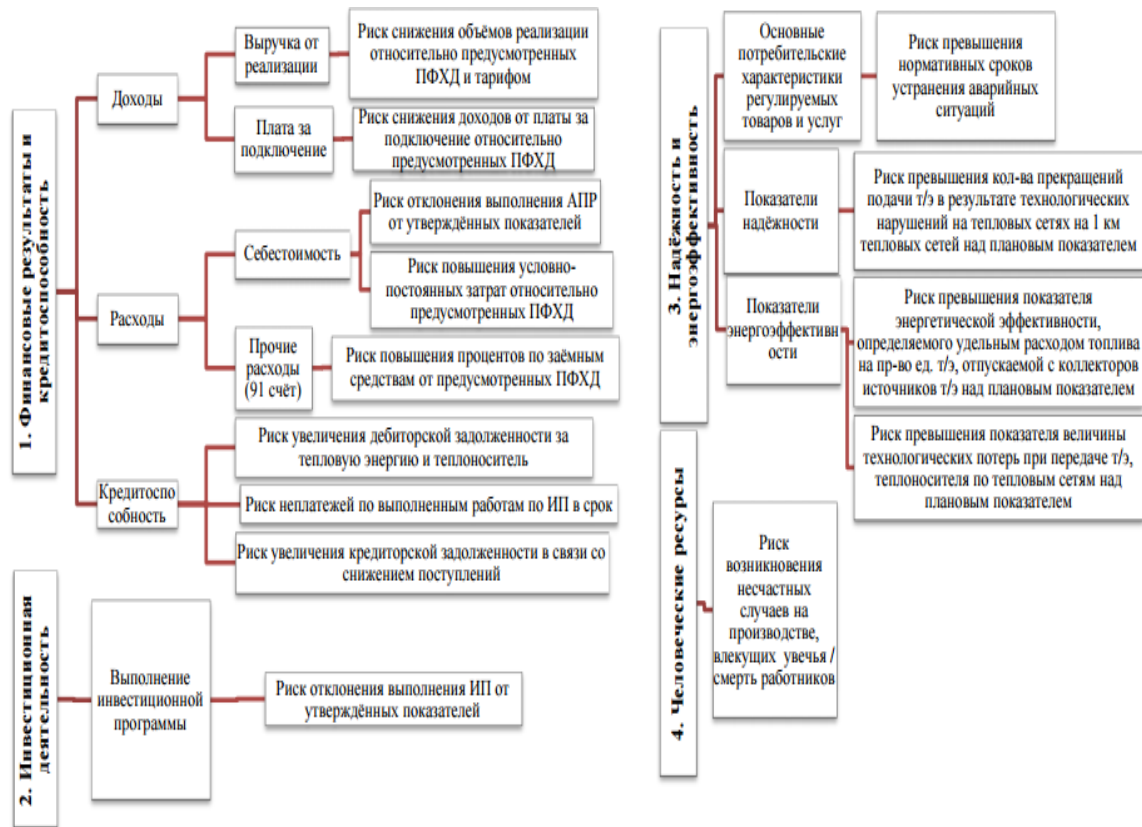 1. Финансовые результаты и
кредитоспособность
Доходы
Выручка от
реализации
Риск снижения объёмов реализации
относительно предусмотренных
ПФХД и тарифом
Плата за
подключение
Риск снижения доходов от платы за
подключение относительно
предусмотренных ПФХД
Расходы
Себестоимость
Риск отклонения выполнения АПР
от утверждённых показателей
Риск повышения условно-
постоянных затрат относительно
предусмотренных ПФХД
Прочие
расходы
(91 счёт)
Риск повышения процентов по заёмным
средствам от предусмотренных ПФХД
Кредитоспо
собность
Риск увеличения дебиторской задолженности за
тепловую энергию и теплоноситель
Риск неплатежей по выполненным работам по ИП в срок
Риск увеличения кредиторской задолженности в связи со
снижением поступлений
2. Инвестиционная
деятельность
Выполнение
инвестиционной
программы
Риск отклонения выполнения ИП от
утверждённых показателей
3. Надёжность и
энергоэффективность
Основные
потребительские
характеристики
регулируемых
товаров и услуг
Риск превышения
нормативных сроков
устранения аварийных
ситуаций
Показатели
надёжности
Риск превышения кол-ва прекращений
подачи т/э в результате технологических
нарушений на тепловых сетях на 1 км
тепловых сетей над плановым показателем
Показатели
энергоэффективн
ости
Риск превышения показателя
энергетической эффективности,
определяемого удельным расходом топлива
на пр-во ед. т/э, отпускаемой с коллекторов
источников т/э над плановым показателем
Риск превышения показателя величины
технологических потерь при передаче т/э,
теплоносителя по тепловым сетям над
плановым показателем
4. Человеческие ресурсы
Риск
возникновения
несчастных
случаев на
производстве,
влекущих увечья /
смерть работников